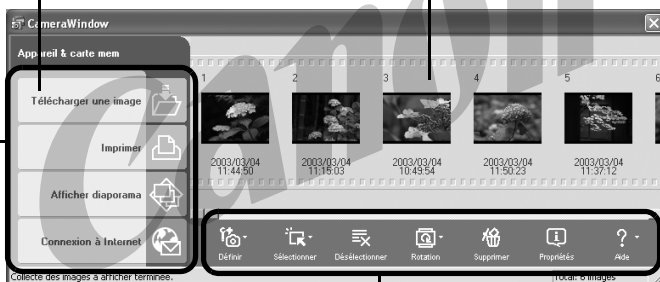 CameraWindow
Appareil & carte mem
Télécharger une image
Imprimer
Afficher diaporama
Connexion à Internet
1 2 3 4 5 6
2003/03/04 2003/03/04 2003/03/04 2003/03/04 2003/03/04
11:44:50 11:15:03 10:49:54 11:50:23 11:37:12
Définir Sélectionner Désélectionner Rotation Supprimer Propriétés Aide
Collecte des images à afficher terminée.
Total: 6 images
Canon